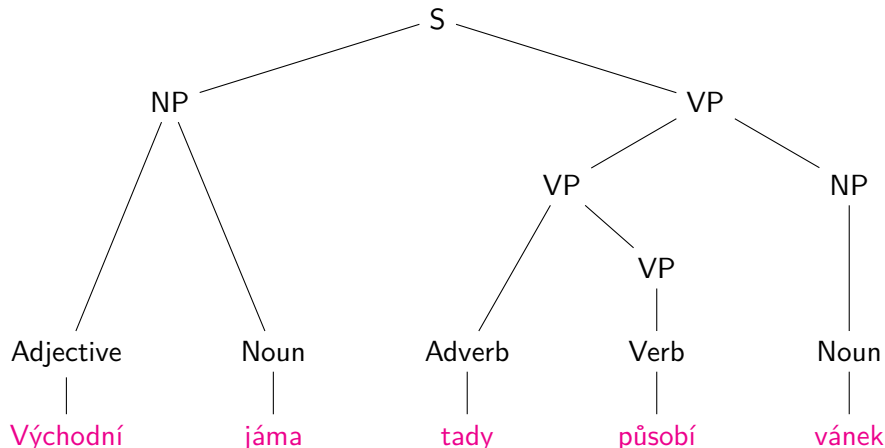 S
NP VP
VP NP
VP
Adjective Noun Adverb Verb Noun
Východní jáma tady působí vánek